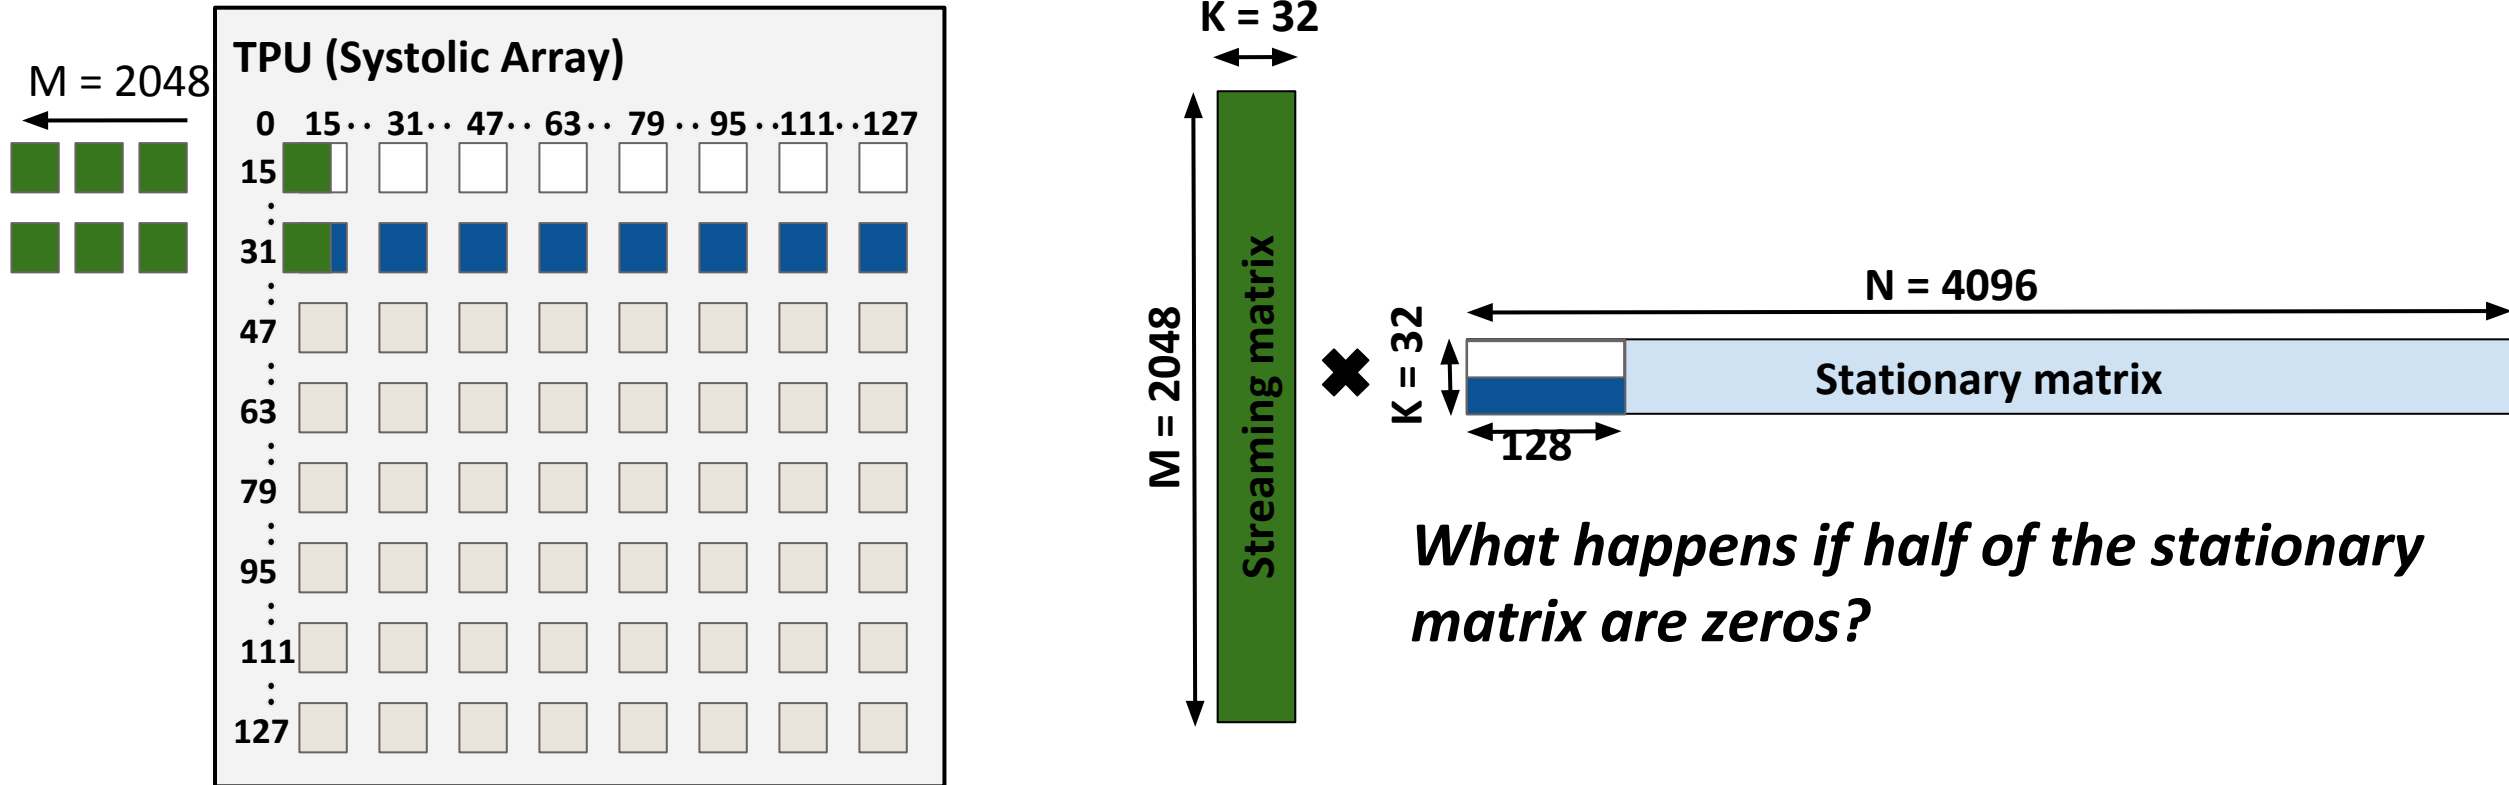 K = 32
TPU (Systolic Array)
M = 2048
0 15 31 47 63 79 95 111 127
15
31
47
63
79
95
111
127
M = 2048
Streaming matrix
N = 4096
K = 32
Stationary matrix
128
What happens if half of the stationary
matrix are zeros?